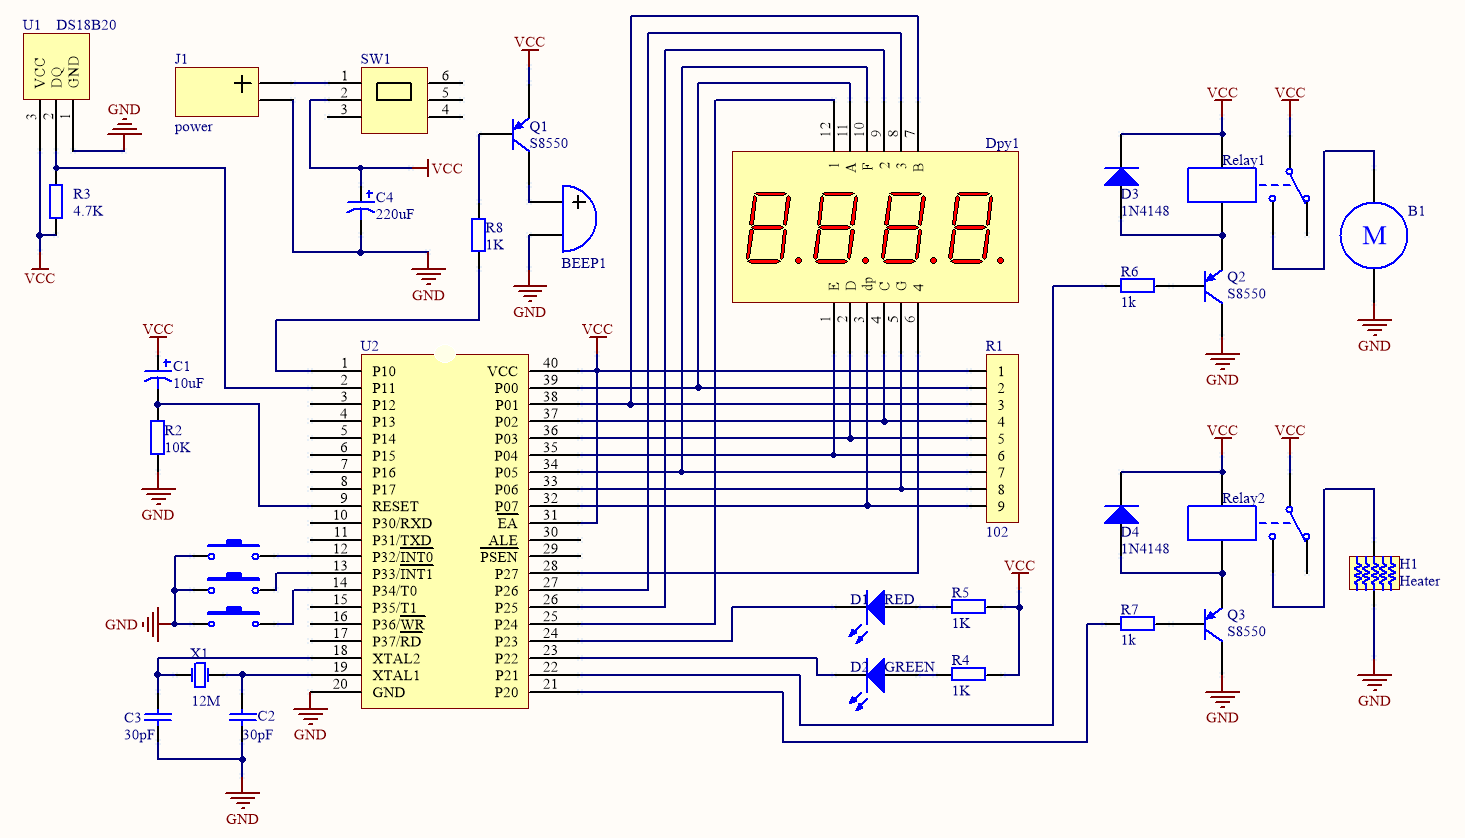 U1 DS18B20
VCC
DQ
GND
3
2
1
GND
R3
4.7K
VCC
J1
power
SW1
1
2
3
6
5
4
VCC
C4
220uF
GND
VCC
Q1
S8550
R8
1K
BEEP1
GND
Dpy1
12
11
10
9
8
7
1
A
F
2
3
B
E
D
dp
C
G
4
1
2
3
4
5
6
VCC
C1
10uF
R2
10K
GND
U2
VCC
1 P10 VCC 40
2 P11 P00 39
3 P12 P01 38
4 P13 P02 37
5 P14 P03 36
6 P15 P04 35
7 P16 P05 34
8 P17 P06 33
9 RESET P07 32
10 P30/RXD EA 31
11 P31/TXD ALE 30
12 P32/INT0 PSEN 29
13 P33/INT1 P27 28
14 P34/T0 P26 27
15 P35/T1 P25 26
16 P36/WR P24 25
17 P37/RD P23 24
18 XTAL2 P22 23
19 XTAL1 P21 22
20 GND P20 21
R1
1
2
3
4
5
6
7
8
9
102
GND
X1
12M
C3
30pF
C2
30pF
GND
GND
VCC
D1 RED
R5
1K
D2 GREEN
R4
1K
VCC
VCC
Relay1
D3
1N4148
R6
1k
Q2
S8550
GND
B1
M
GND
VCC
VCC
Relay2
D4
1N4148
R7
1k
Q3
S8550
GND
H1
Heater
GND